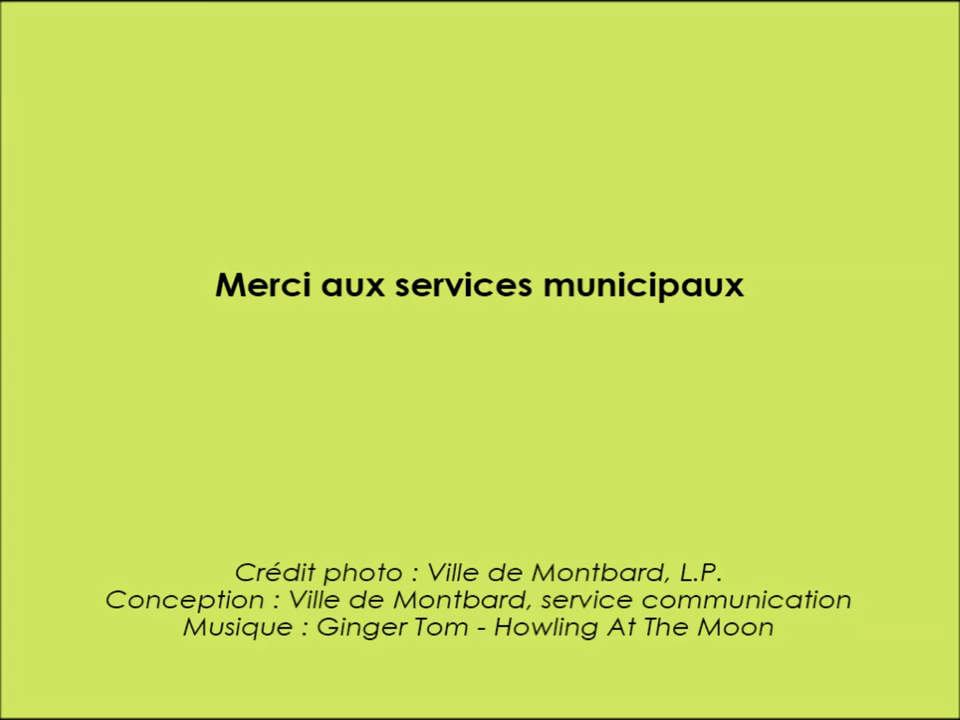 Merci aux services municipaux
Crédit photo : Ville de Montbard, L.P.
Conception : Ville de Montbard, service communication
Musique : Ginger Tom - Howling At The Moon